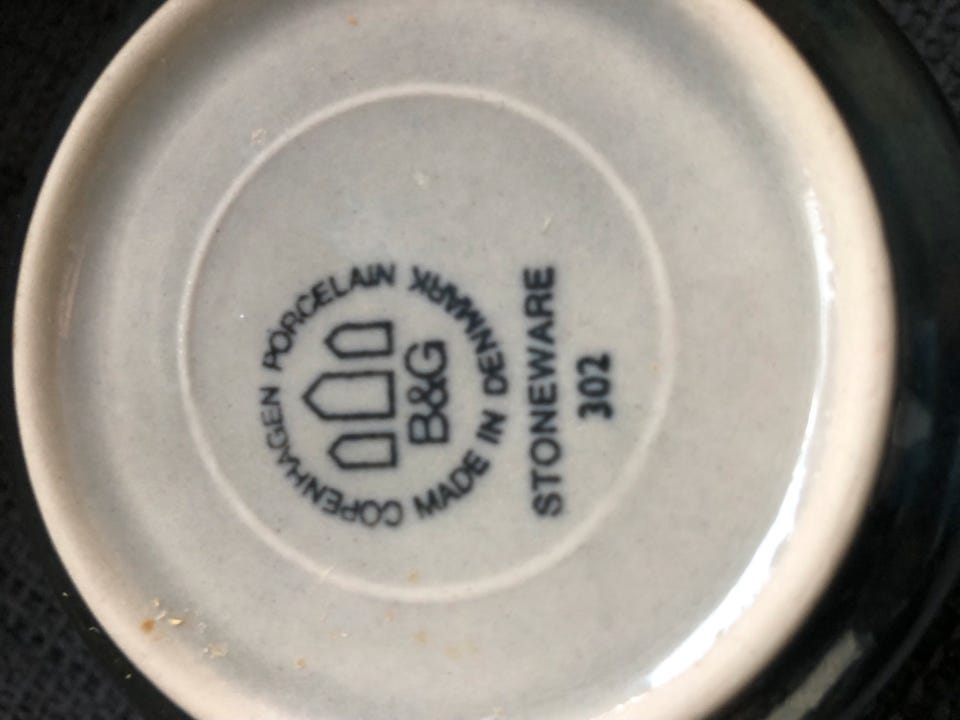 COPENHAGEN PORCELAIN
B&G
MADE IN DENMARK
STONEWARE
302